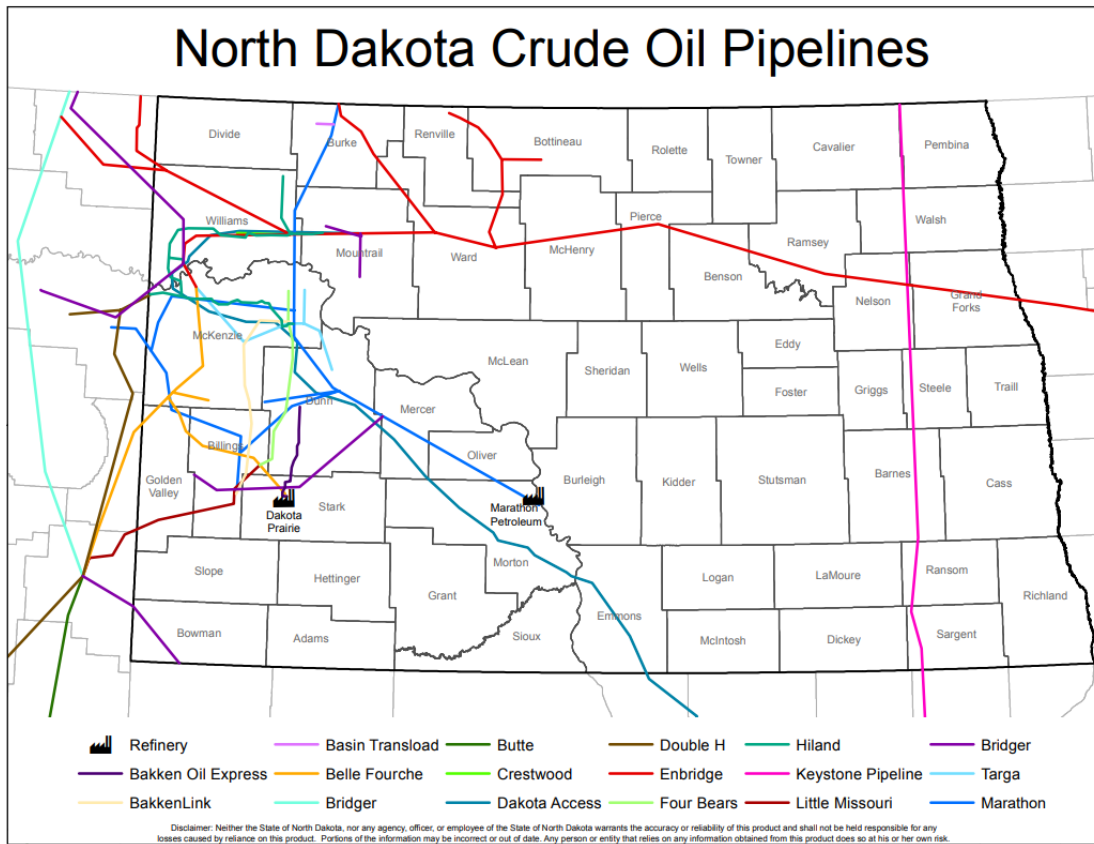 North Dakota Crude Oil Pipelines
Divide
Burke
Renville
Bottineau
Rolette
Towner
Cavalier
Pembina
Williams
Mountrail
Ward
McHenry
Pierce
Benson
Ramsey
Walsh
Nelson
Grand
Forks
McKenzie
McLean
Sheridan
Wells
Eddy
Foster
Griggs
Steele
Traill
Dunn
Mercer
Oliver
Billings
Golden
Valley
Stark
Burleigh
Kidder
Stutsman
Barnes
Cass
Dakota
Prairie
Marathon
Petroleum
Slope
Hettinger
Grant
Morton
Emmons
Logan
LaMoure
Ransom
Richland
Bowman
Adams
Sioux
McIntosh
Dickey
Sargent
Refinery
Basin Transload
Butte
Double H
Hiland
Bridger
Bakken Oil Express
Belle Fourche
Crestwood
Enbridge
Keystone Pipeline
Targa
BakkenLink
Bridger
Dakota Access
Four Bears
Little Missouri
Marathon
Disclaimer: Neither the State of North Dakota, nor any agency, officer, or employee of the State of North Dakota warrants the accuracy or reliability of this product and shall not be held responsible for any
losses caused by reliance on this product. Portions of the information may be incorrect or out of date. Any person or entity that relies on any information obtained from this product does so at his or her own risk.